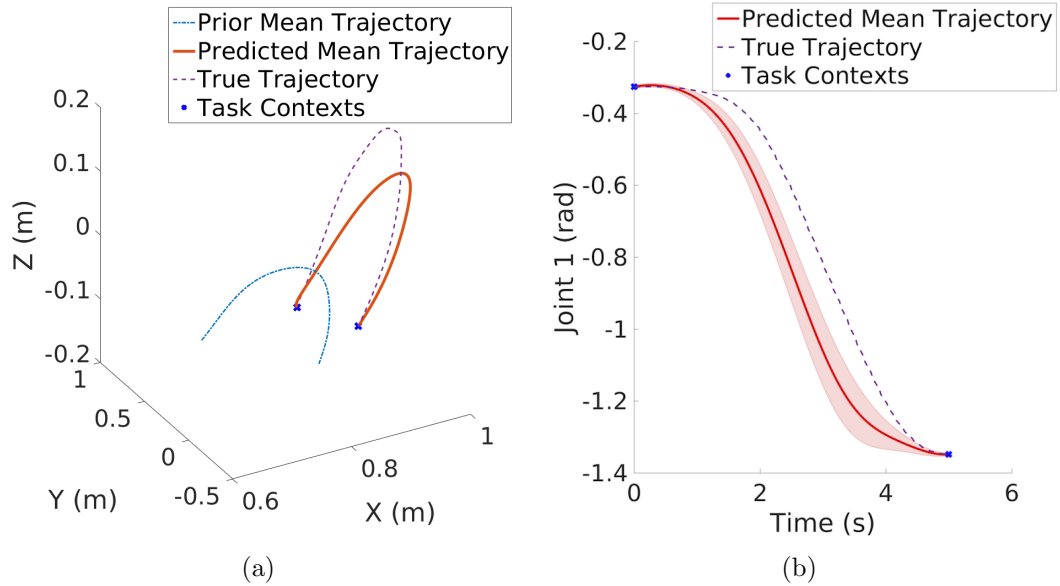 Prior Mean Trajectory
Predicted Mean Trajectory
True Trajectory
Task Contexts
0.2
0.1
0
-0.1
-0.2
Z (m)
1
0.5
0
-0.5
Y (m)
0.6
0.8
1
X (m)
(a)
Predicted Mean Trajectory
True Trajectory
Task Contexts
-0.2
-0.4
-0.6
-0.8
-1
-1.2
-1.4
Joint 1 (rad)
0
2
4
6
Time (s)
(b)